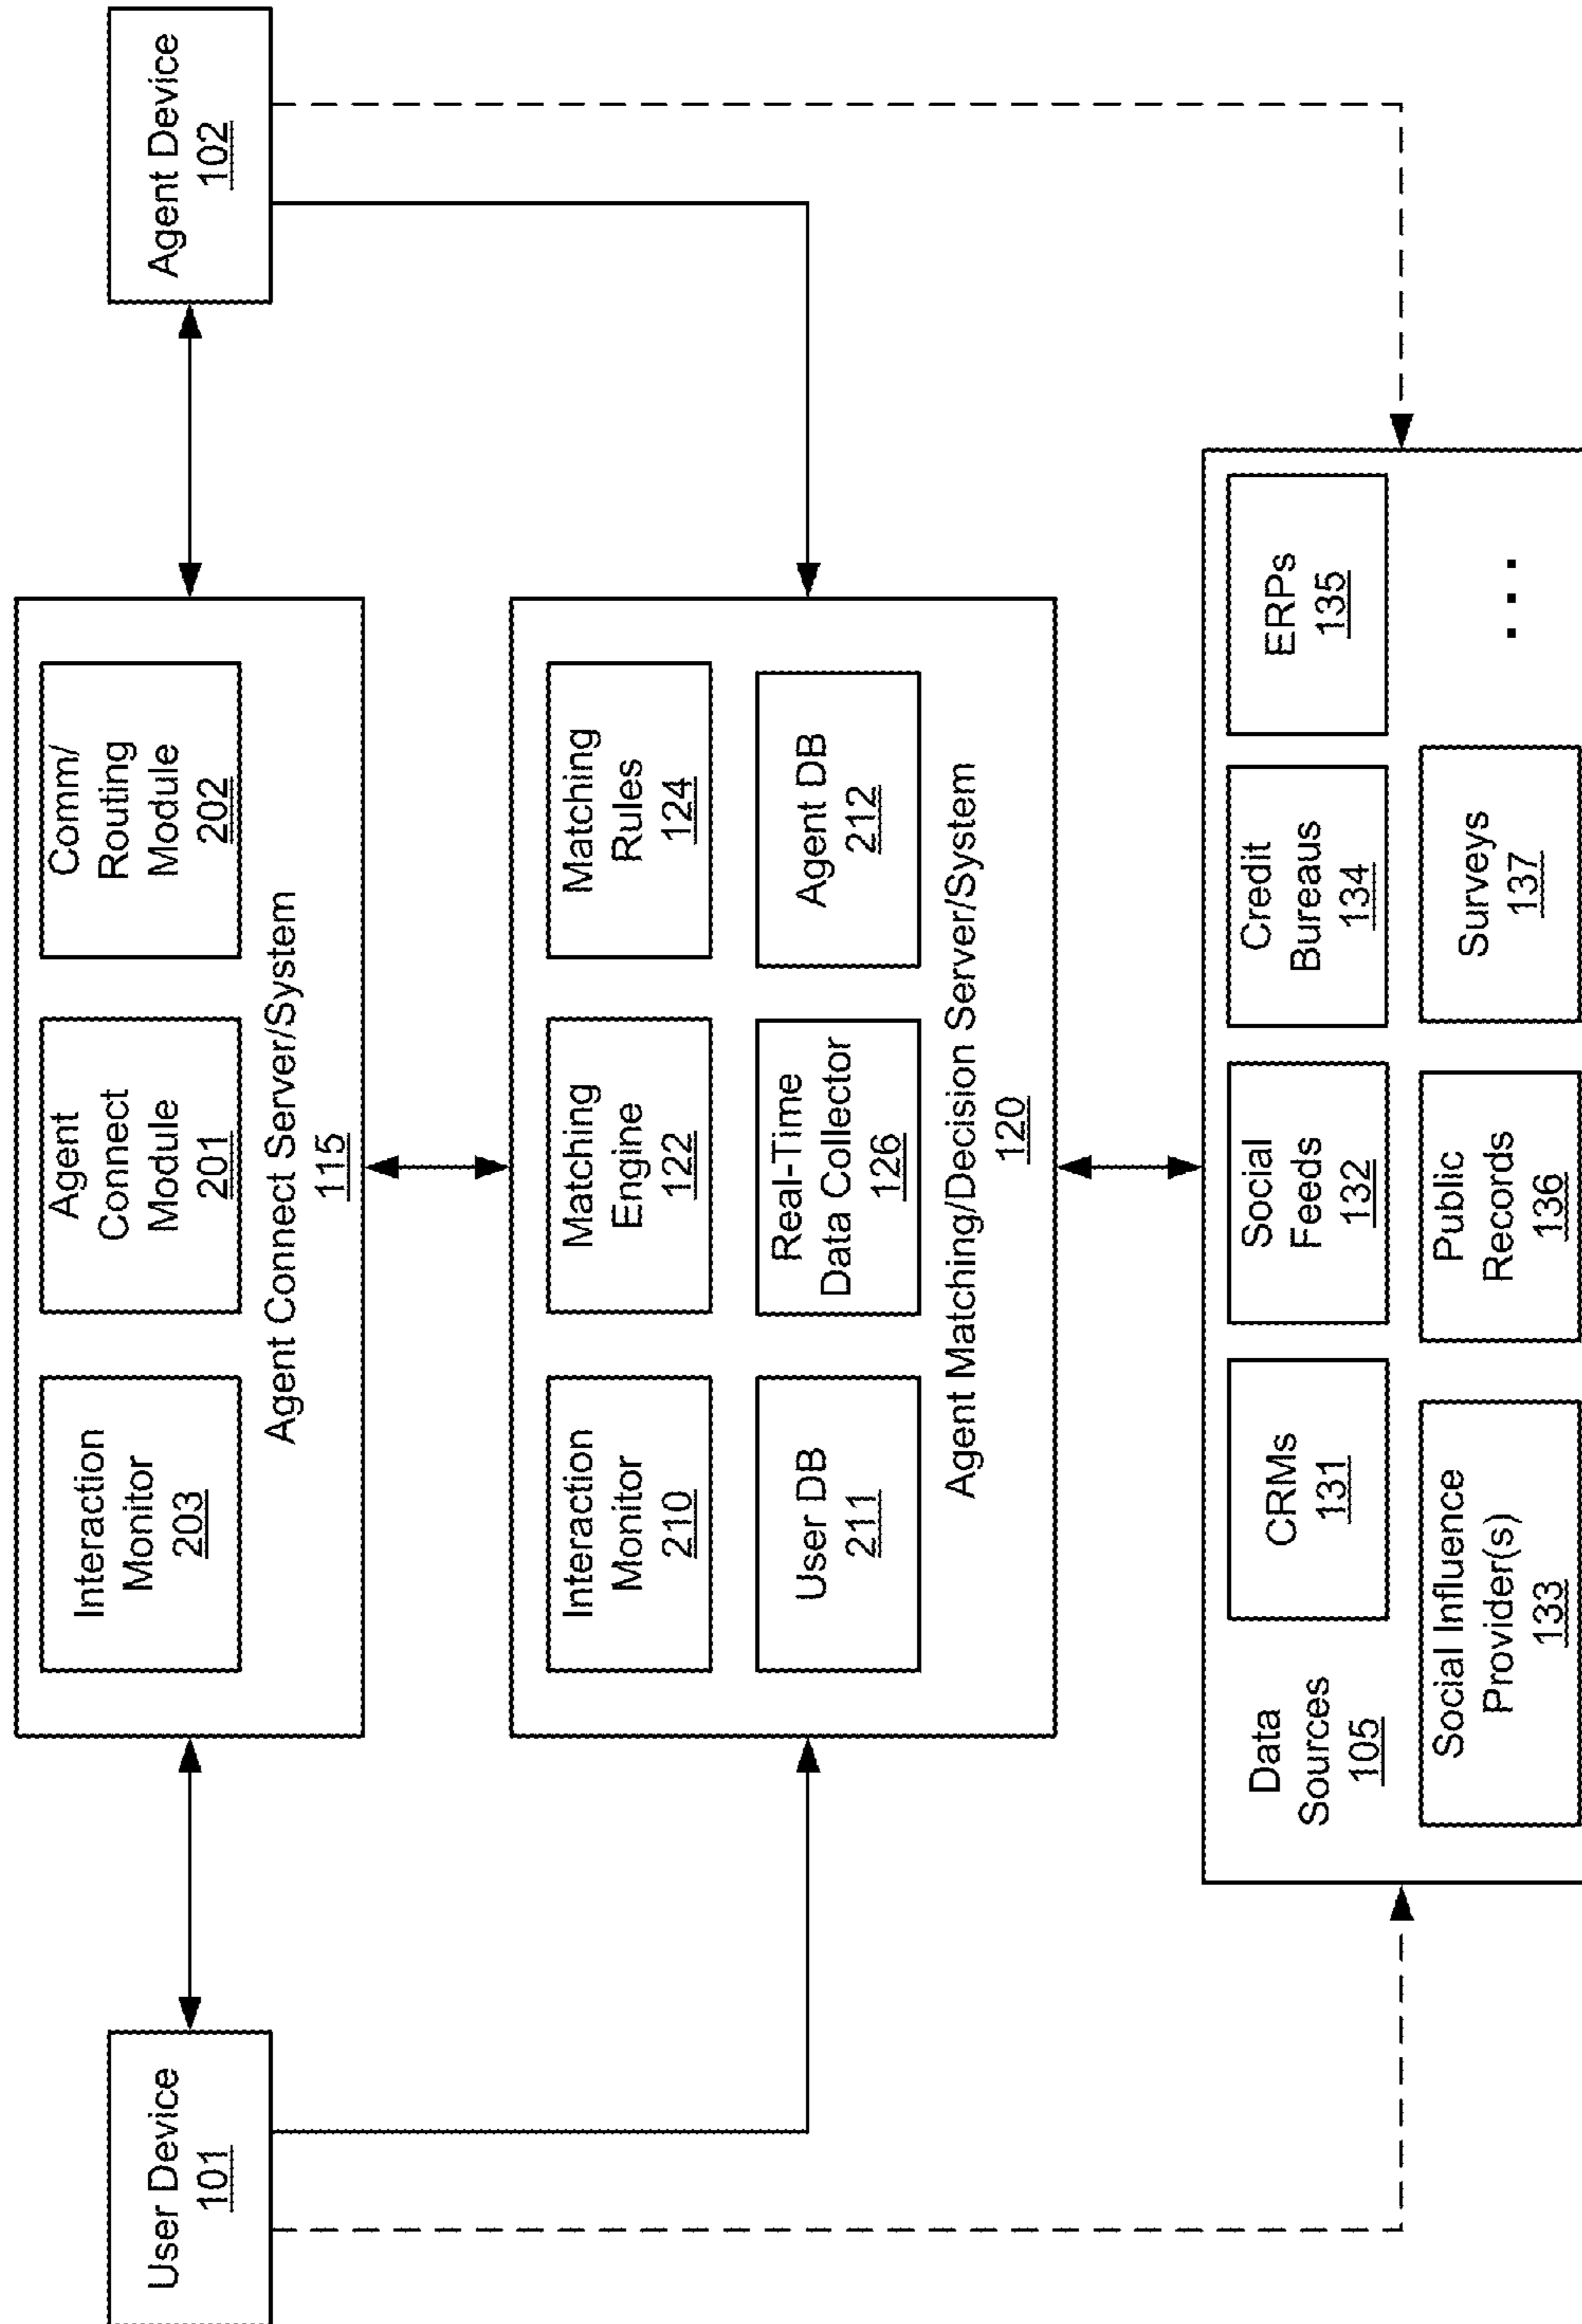 User Device
101
Interaction
Monitor
203
Agent
Connect
Module
201
Comm/
Routing
Module
202
Agent Connect Server/System
115
Agent Device
102
Interaction
Monitor
210
Matching
Engine
122
Matching
Rules
124
User DB
211
Real-Time
Data Collector
126
Agent DB
212
Agent Matching/Decision Server/System
120
Data
Sources
105
CRMs
131
Social
Feeds
132
Credit
Bureaus
134
ERPs
135
Social Influence
Provider(s)
133
Public
Records
136
Surveys
137
. . .